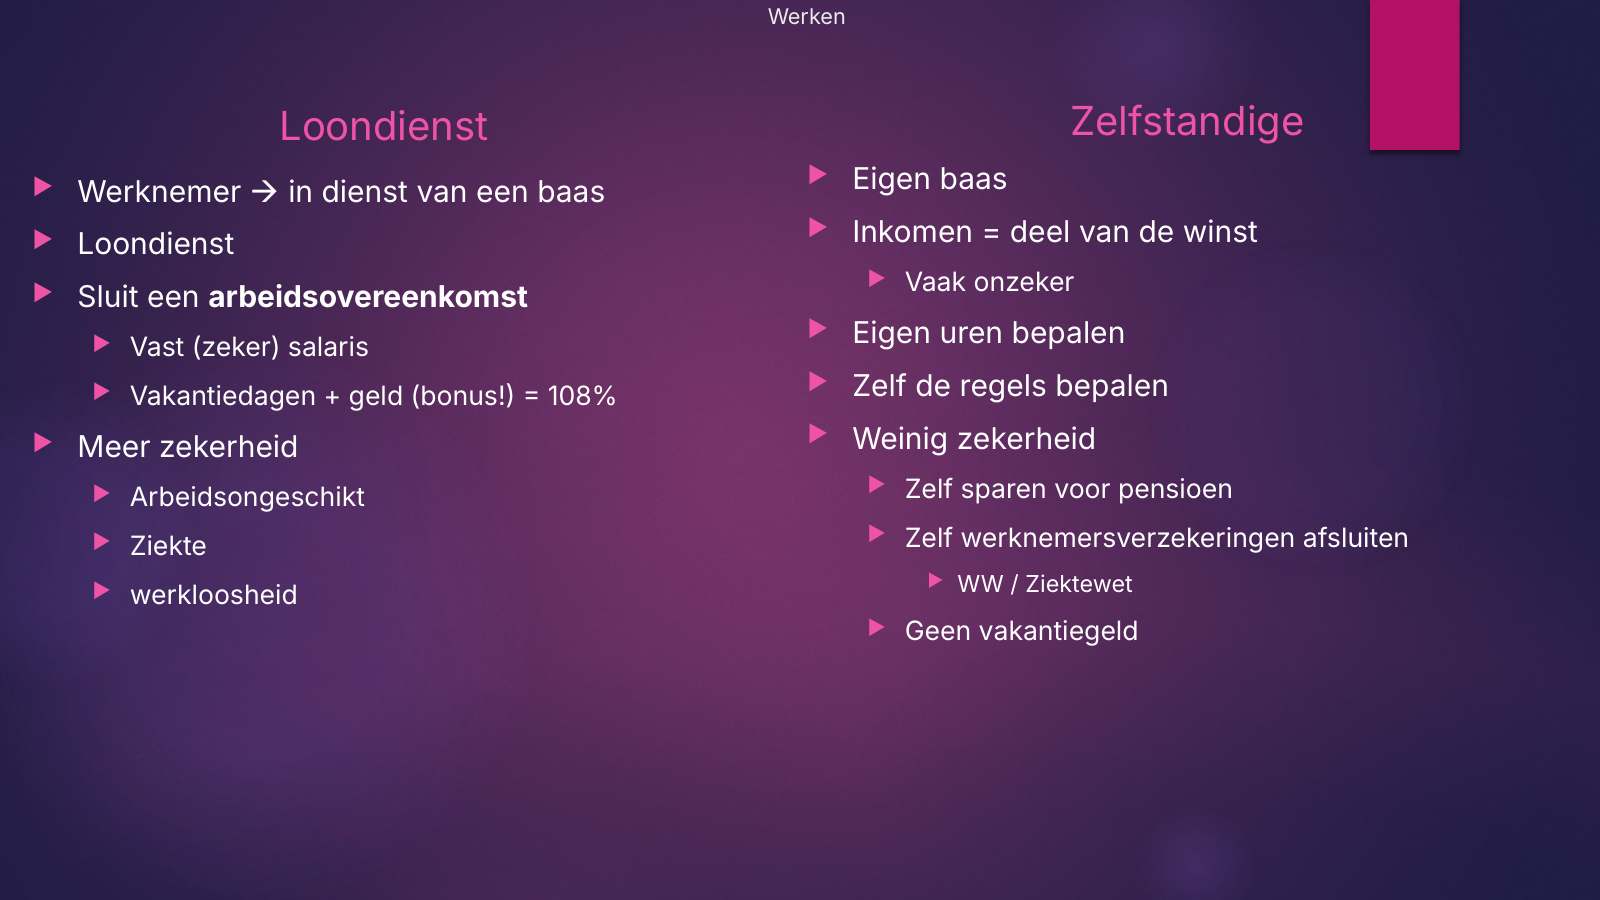 Werken
Loondienst
Werknemer → in dienst van een baas
Loondienst
Sluit een arbeidsovereenkomst
Vast (zeker) salaris
Vakantiedagen + geld (bonus!) = 108%
Meer zekerheid
Arbeidsongeschikt
Ziekte
werkloosheid
Zelfstandige
Eigen baas
Inkomen = deel van de winst
Vaak onzeker
Eigen uren bepalen
Zelf de regels bepalen
Weinig zekerheid
Zelf sparen voor pensioen
Zelf werknemersverzekeringen afsluiten
WW / Ziektewet
Geen vakantiegeld